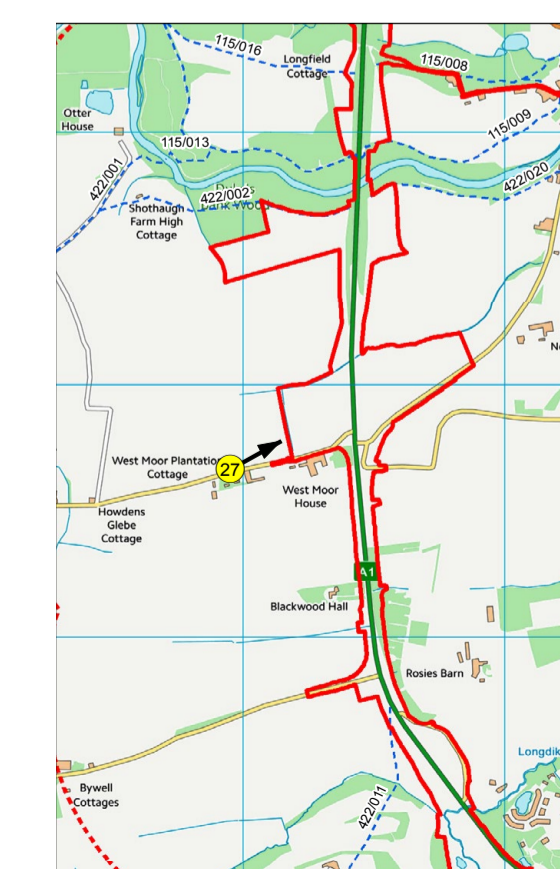 115/016
Longfield
Cottage
115/008
Otter
House
115/009
115/013
422/001
422/002
422/020
Shothaugh
Farm High
Cottage
West Moor Plantation
Cottage
27
West Moor
House
Howdens
Glebe
Cottage
A1
Blackwood Hall
Rosies Barn
Longdik
Bywell
Cottages
422/011